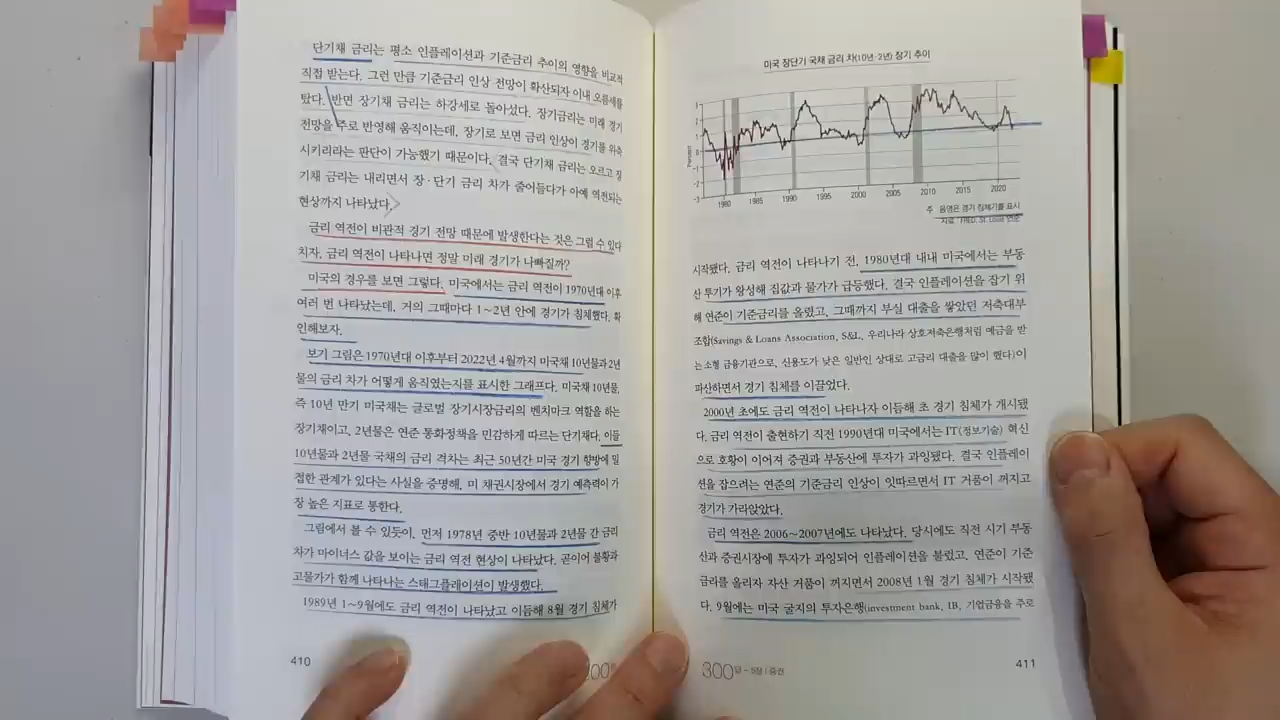 단기채 금리는 평소 인플레이션과 기준금리 추이의 영향을 비교적
직접 받는다. 그런 만큼 기준금리 인상 전망이 확산되자 이내 오름세를
탔다. 반면 장기채 금리는 하강세로 돌아섰다. 장기금리는 미래 경기
전망을 주로 반영해 움직이는데, 장기로 보면 금리 인상이 경기를 위축
시키리라는 판단이 가능했기 때문이다. 결국 단기채 금리는 오르고 장
기채 금리는 내리면서 장·단기 금리 차가 줄어들다가 아예 역전되는
현상까지 나타났다.
금리 역전이 비관적 경기 전망 때문에 발생한다는 것은 그럴 수 있다
치자. 금리 역전이 나타나면 정말 미래 경기가 나빠질까?
미국의 경우를 보면 그렇다. 미국에서는 금리 역전이 1970년대 이후
여러 번 나타났는데, 거의 그때마다 1~2년 안에 경기가 침체했다. 확
인해보자.
보기 그림은 1970년대 이후부터 2022년 4월까지 미국채 10년물과 2년
물의 금리 차가 어떻게 움직였는지를 표시한 그래프다. 미국채 10년물,
즉 10년 만기 미국채는 글로벌 장기시장금리의 벤치마크 역할을 하는
장기채이고, 2년물은 연준 통화정책을 민감하게 따르는 단기채다. 이들
10년물과 2년물 국채의 금리 격차는 최근 50년간 미국 경기 향방에 밀
접한 관계가 있다는 사실을 증명해, 미 채권시장에서 경기 예측력이 가
장 높은 지표로 통한다.
그림에서 볼 수 있듯이, 먼저 1978년 중반 10년물과 2년물 간 금리
차가 마이너스 값을 보이는 금리 역전 현상이 나타났다. 곧이어 불황과
고물가가 함께 나타나는 스태그플레이션이 발생했다.
1989년 1~9월에도 금리 역전이 나타났고 이듬해 8월 경기 침체가
410
미국 장단기 국채 금리 차(10년-2년) 장기 추이
Percent
4
3
2
1
0
-1
-2
-3
1980 1985 1990 1995 2000 2005 2010 2015 2020
주 음영은 경기 침체기를 표시
자료 FRED, St. Louis 연준
시작됐다. 금리 역전이 나타나기 전, 1980년대 내내 미국에서는 부동
산 투기가 왕성해 집값과 물가가 급등했다. 결국 인플레이션을 잡기 위
해 연준이 기준금리를 올렸고, 그때까지 부실 대출을 쌓았던 저축대부
조합(Savings & Loans Association, S&L, 우리나라 상호저축은행처럼 예금을 받
는 소형 금융기관으로, 신용도가 낮은 일반인 상대로 고금리 대출을 많이 했다)이
파산하면서 경기 침체를 이끌었다.
2000년 초에도 금리 역전이 나타나자 이듬해 초 경기 침체가 개시됐
다. 금리 역전이 출현하기 직전 1990년대 미국에서는 IT(정보기술) 혁신
으로 호황이 이어져 증권과 부동산에 투자가 과잉됐다. 결국 인플레이
션을 잡으려는 연준의 기준금리 인상이 잇따르면서 IT 거품이 꺼지고
경기가 가라앉았다.
금리 역전은 2006~2007년에도 나타났다. 당시에도 직전 시기 부동
산과 증권시장에 투자가 과잉되어 인플레이션을 불렀고, 연준이 기준
금리를 올리자 자산 거품이 꺼지면서 2008년 1월 경기 침체가 시작됐
다. 9월에는 미국 굴지의 투자은행(investment bank, IB, 기업금융을 주로
300 - 5장 | 증권
411